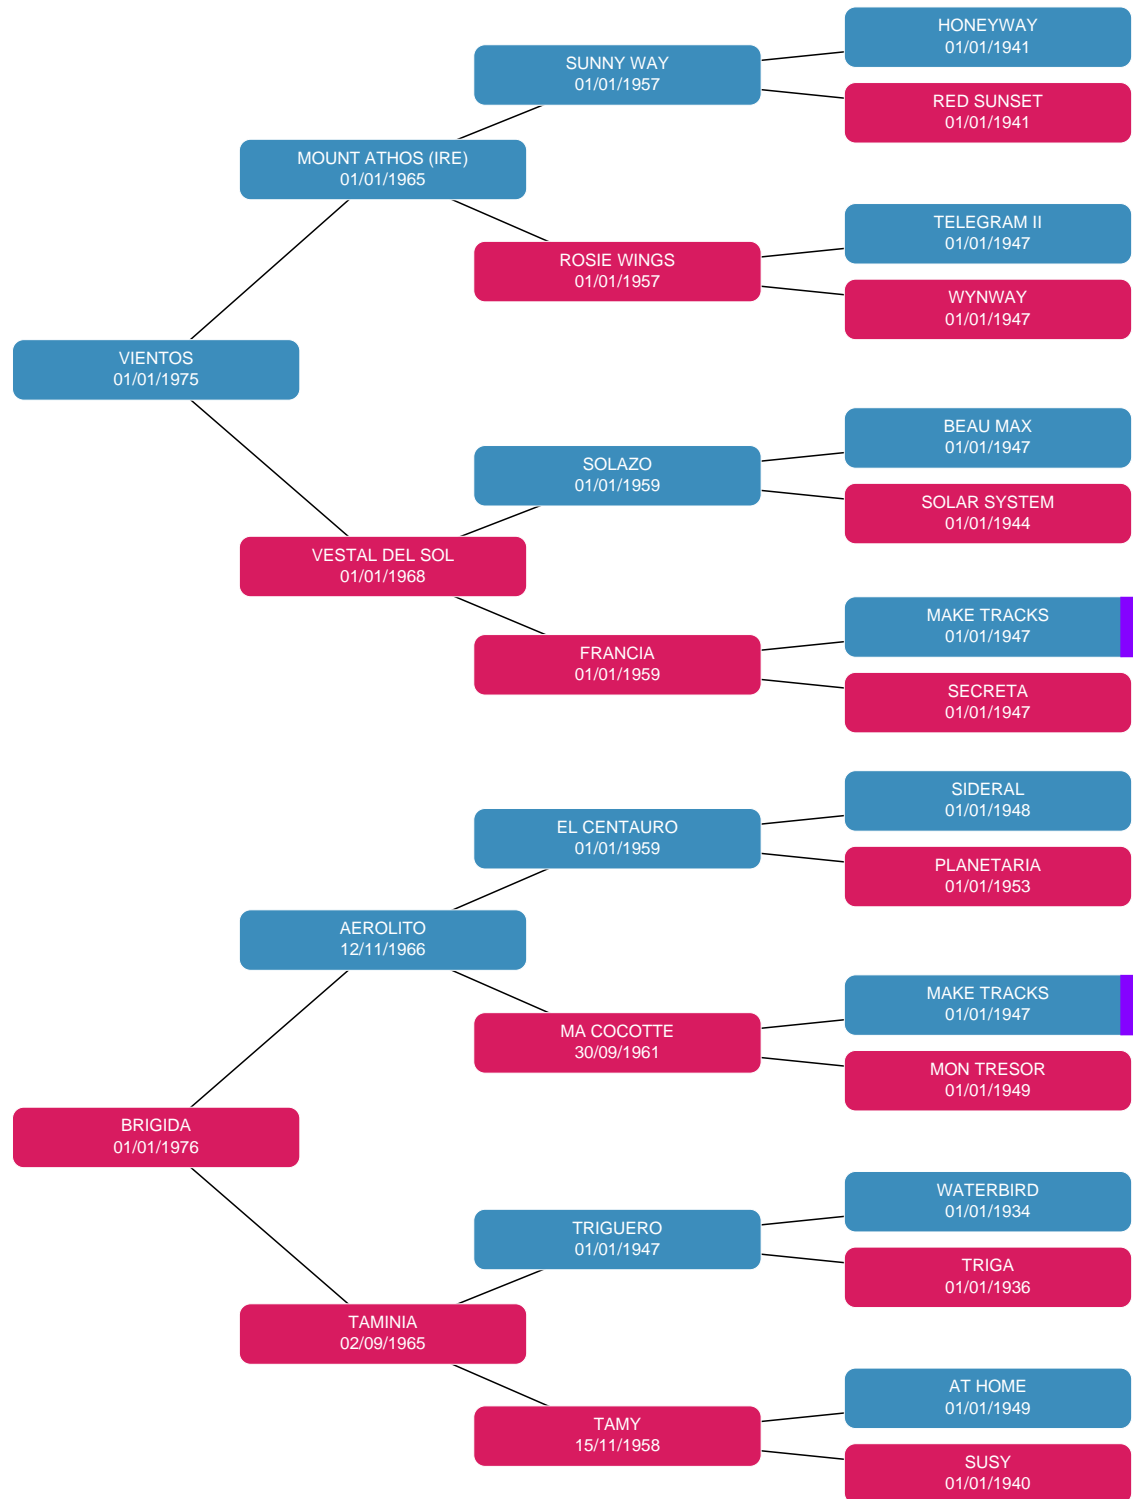 HONEYWAY
01/01/1941
SUNNY WAY
01/01/1957
RED SUNSET
01/01/1941
MOUNT ATHOS (IRE)
01/01/1965
TELEGRAM II
01/01/1947
ROSIE WINGS
01/01/1957
WYNWAY
01/01/1947
VIENTOS
01/01/1975
BEAU MAX
01/01/1947
SOLAZO
01/01/1959
SOLAR SYSTEM
01/01/1944
VESTAL DEL SOL
01/01/1968
MAKE TRACKS
01/01/1947
FRANCIA
01/01/1959
SECRETA
01/01/1947
SIDERAL
01/01/1948
EL CENTAURO
01/01/1959
PLANETARIA
01/01/1953
AEROLITO
12/11/1966
MAKE TRACKS
01/01/1947
MA COCOTTE
30/09/1961
MON TRESOR
01/01/1949
BRIGIDA
01/01/1976
WATERBIRD
01/01/1934
TRIGUERO
01/01/1947
TRIGA
01/01/1936
TAMINIA
02/09/1965
AT HOME
01/01/1949
TAMY
15/11/1958
SUSY
01/01/1940